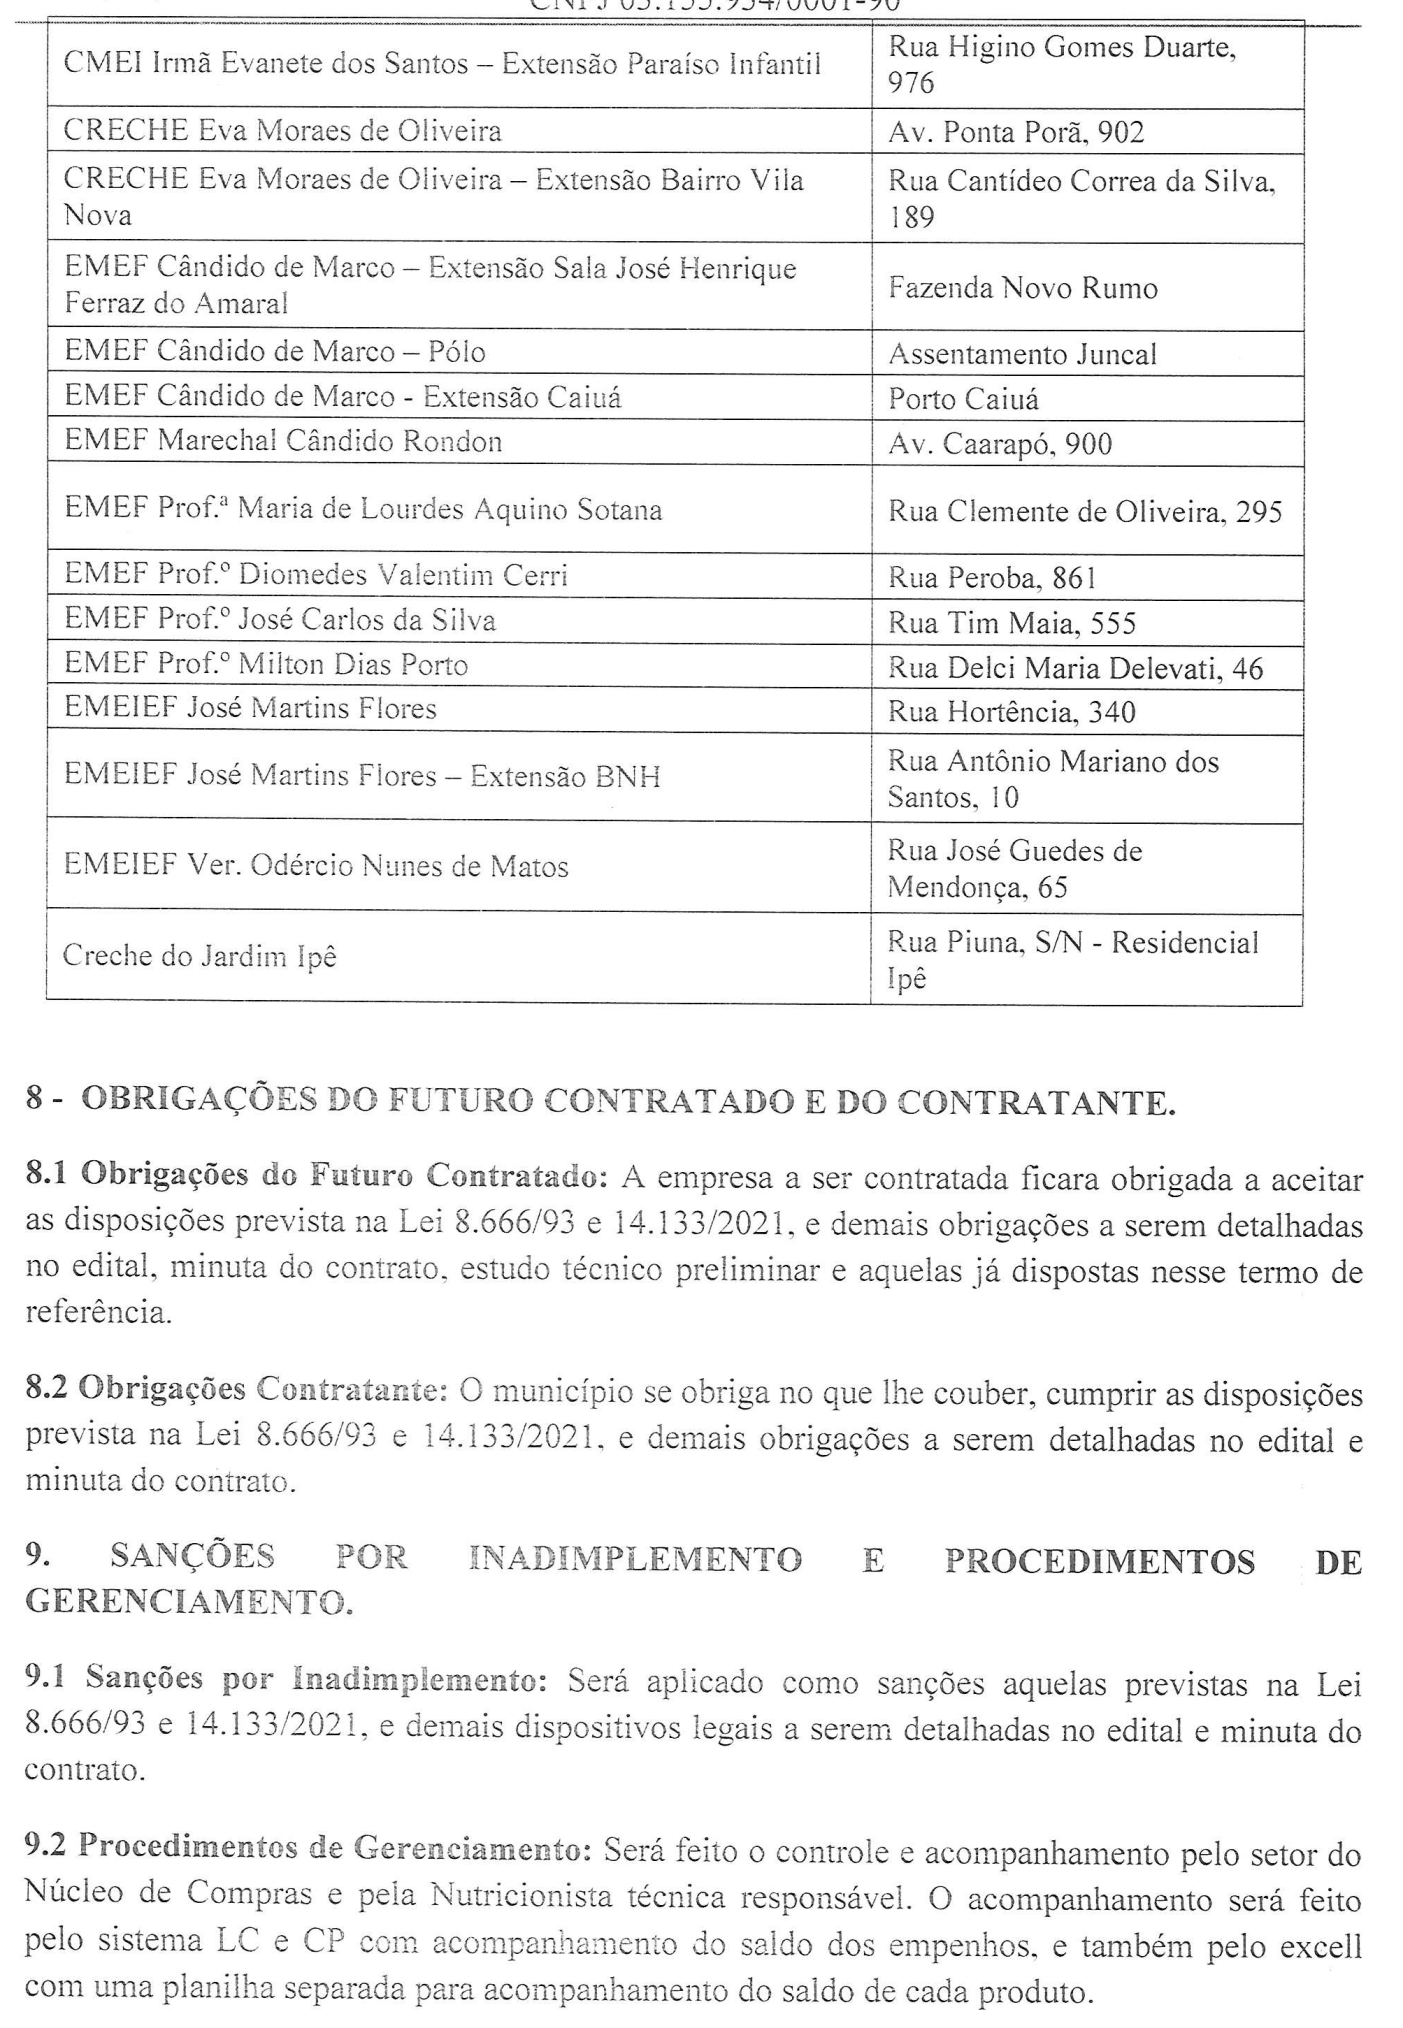 CNPJ 03.155.934/0001-90
CMEI Irmã Evanete dos Santos – Extensão Paraíso Infantil
Rua Higino Gomes Duarte,
976
CRECHE Eva Moraes de Oliveira
Av. Ponta Porã, 902
CRECHE Eva Moraes de Oliveira – Extensão Bairro Vila
Nova
Rua Cantídeo Correa da Silva,
189
EMEF Cândido de Marco – Extensão Sala José Henrique
Ferraz do Amaral
Fazenda Novo Rumo
EMEF Cândido de Marco – Pólo
Assentamento Juncal
EMEF Cândido de Marco - Extensão Caiuá
Porto Caiuá
EMEF Marechal Cândido Rondon
Av. Caarapó, 900
EMEF Prof.ª Maria de Lourdes Aquino Sotana
Rua Clemente de Oliveira, 295
EMEF Prof.º Diomedes Valentim Cerri
Rua Peroba, 861
EMEF Prof.º José Carlos da Silva
Rua Tim Maia, 555
EMEF Prof.º Milton Dias Porto
Rua Delci Maria Delevati, 46
EMEIEF José Martins Flores
Rua Hortência, 340
EMEIEF José Martins Flores – Extensão BNH
Rua Antônio Mariano dos
Santos, 10
EMEIEF Ver. Odércio Nunes de Matos
Rua José Guedes de
Mendonça, 65
Creche do Jardim Ipê
Rua Piuna, S/N - Residencial
Ipê
8 - OBRIGAÇÕES DO FUTURO CONTRATADO E DO CONTRATANTE.
8.1 Obrigações do Futuro Contratado: A empresa a ser contratada ficara obrigada a aceitar
as disposições prevista na Lei 8.666/93 e 14.133/2021, e demais obrigações a serem detalhadas
no edital, minuta do contrato, estudo técnico preliminar e aquelas já dispostas nesse termo de
referência.
8.2 Obrigações Contratante: O município se obriga no que lhe couber, cumprir as disposições
prevista na Lei 8.666/93 e 14.133/2021, e demais obrigações a serem detalhadas no edital e
minuta do contrato.
9. SANÇÕES POR INADIMPLEMENTO E PROCEDIMENTOS DE
GERENCIAMENTO.
9.1 Sanções por Inadimplemento: Será aplicado como sanções aquelas previstas na Lei
8.666/93 e 14.133/2021, e demais dispositivos legais a serem detalhadas no edital e minuta do
contrato.
9.2 Procedimentos de Gerenciamento: Será feito o controle e acompanhamento pelo setor do
Núcleo de Compras e pela Nutricionista técnica responsável. O acompanhamento será feito
pelo sistema LC e CP com acompanhamento do saldo dos empenhos, e também pelo excell
com uma planilha separada para acompanhamento do saldo de cada produto.